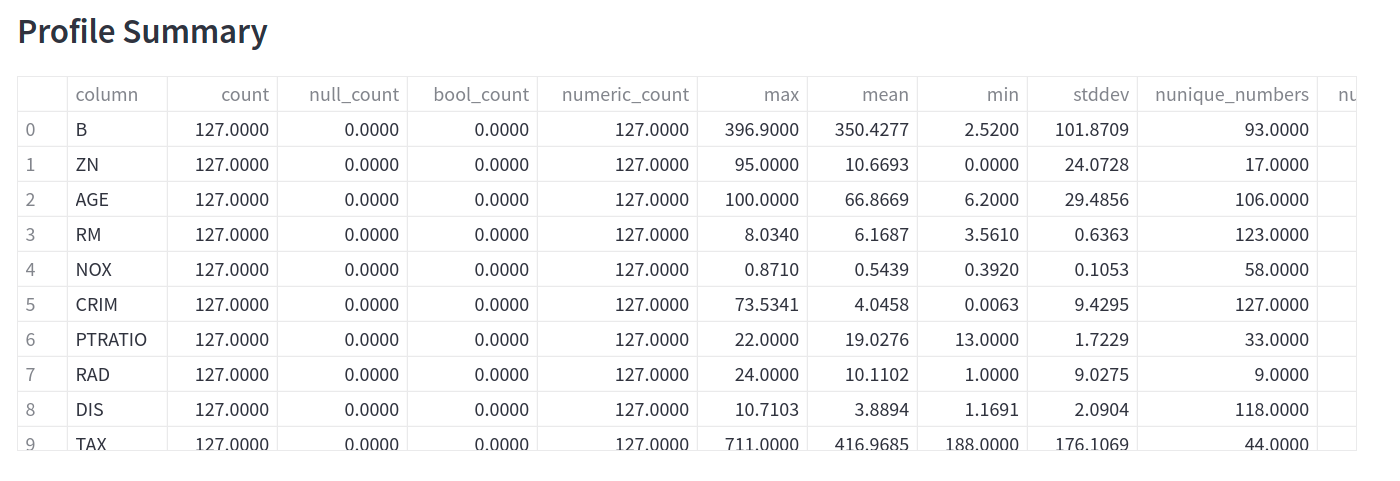 Profile Summary
column count null_count bool_count numeric_count max mean min stddev nunique_numbers nu
0 B 127.0000 0.0000 0.0000 127.0000 396.9000 350.4277 2.5200 101.8709 93.0000
1 ZN 127.0000 0.0000 0.0000 127.0000 95.0000 10.6693 0.0000 24.0728 17.0000
2 AGE 127.0000 0.0000 0.0000 127.0000 100.0000 66.8669 6.2000 29.4856 106.0000
3 RM 127.0000 0.0000 0.0000 127.0000 8.0340 6.1687 3.5610 0.6363 123.0000
4 NOX 127.0000 0.0000 0.0000 127.0000 0.8710 0.5439 0.3920 0.1053 58.0000
5 CRIM 127.0000 0.0000 0.0000 127.0000 73.5341 4.0458 0.0063 9.4295 127.0000
6 PTRATIO 127.0000 0.0000 0.0000 127.0000 22.0000 19.0276 13.0000 1.7229 33.0000
7 RAD 127.0000 0.0000 0.0000 127.0000 24.0000 10.1102 1.0000 9.0275 9.0000
8 DIS 127.0000 0.0000 0.0000 127.0000 10.7103 3.8894 1.1691 2.0904 118.0000
9 TAX 127.0000 0.0000 0.0000 127.0000 711.0000 416.9685 188.0000 176.1069 44.0000